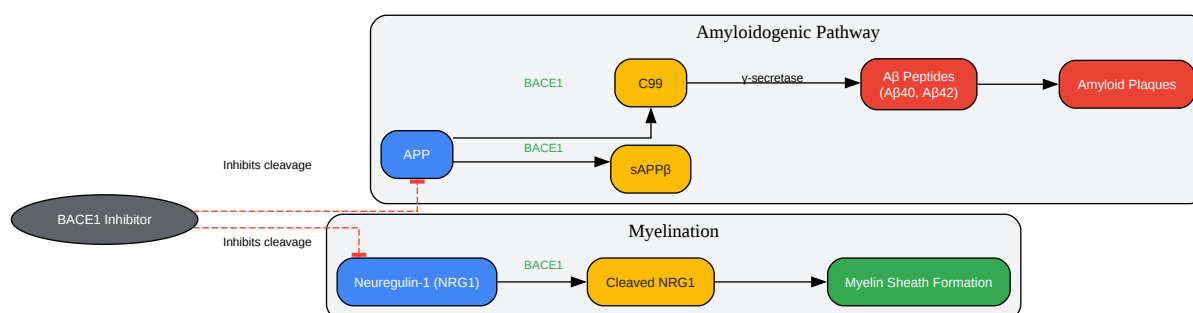 Amyloidogenic Pathway
BACE1
C99
γ-secretase
Aβ Peptides
(Aβ40, Aβ42)
Amyloid Plaques
APP
BACE1
sAPPβ
Inhibits cleavage
BACE1 Inhibitor
Inhibits cleavage
Myelination
Neuregulin-1 (NRG1)
BACE1
Cleaved NRG1
Myelin Sheath Formation